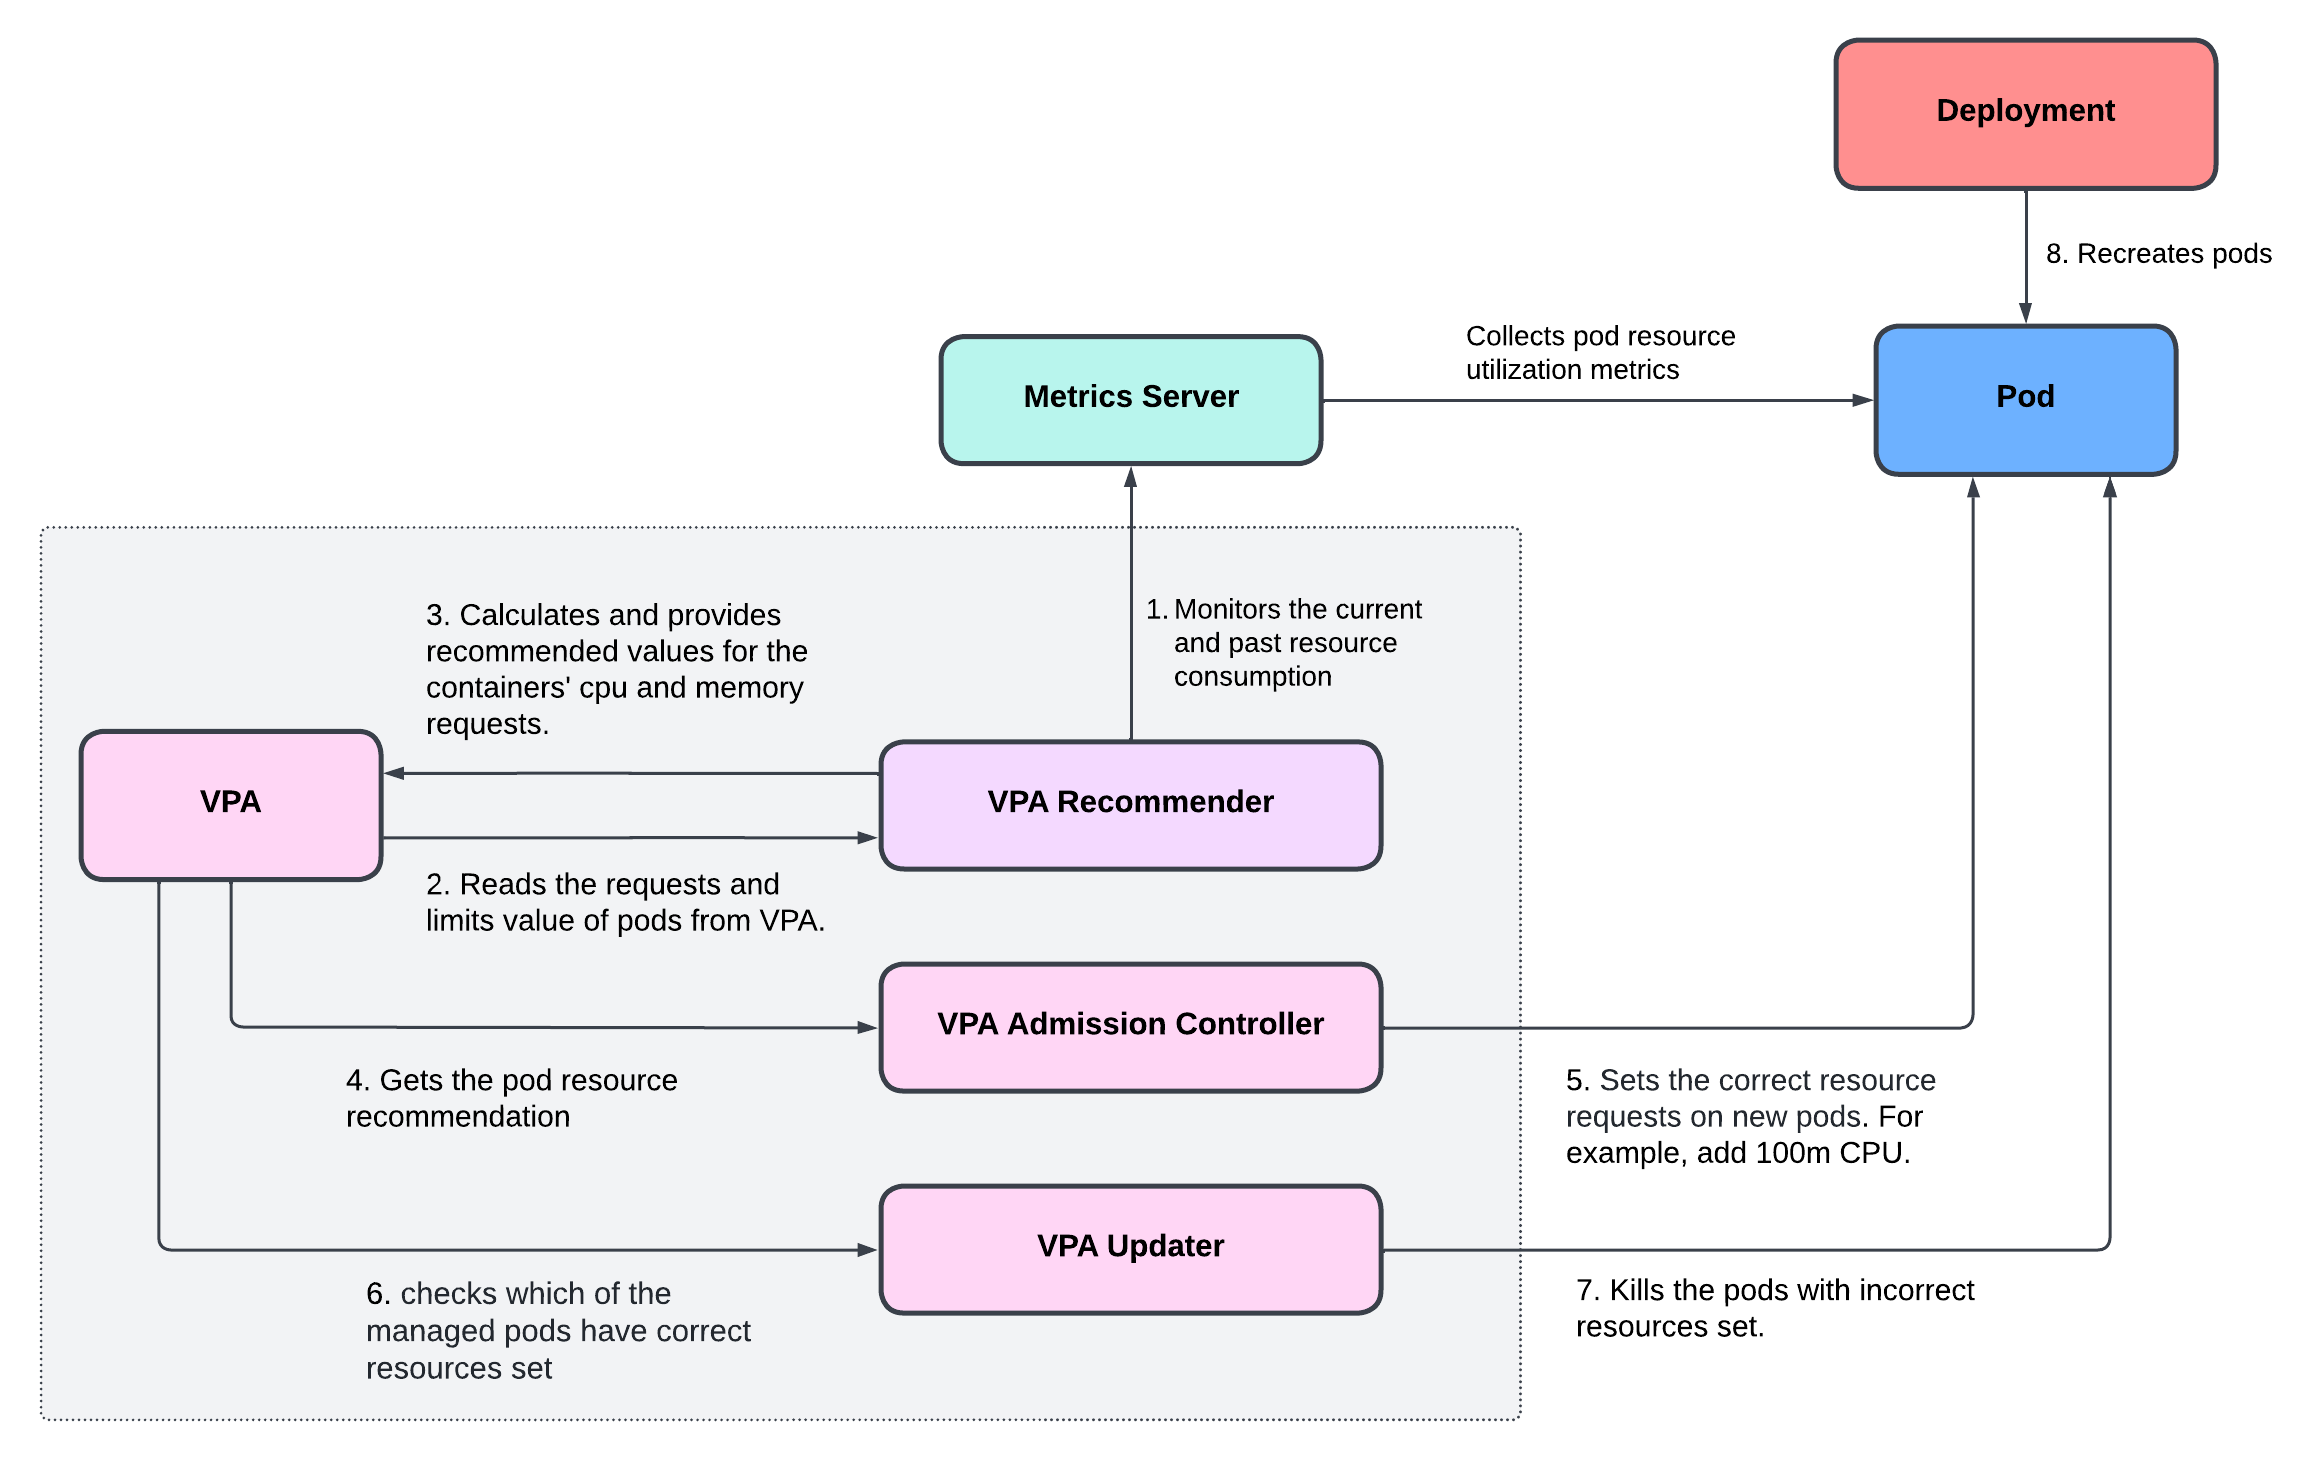 Deployment
8. Recreates pods
Collects pod resource
utilization metrics
Metrics Server
Pod
3. Calculates and provides
recommended values for the
containers' cpu and memory
requests.
1. Monitors the current
and past resource
consumption
VPA
VPA Recommender
2. Reads the requests and
limits value of pods from VPA.
VPA Admission Controller
4. Gets the pod resource
recommendation
5. Sets the correct resource
requests on new pods. For
example, add 100m CPU.
VPA Updater
6. checks which of the
managed pods have correct
resources set
7. Kills the pods with incorrect
resources set.